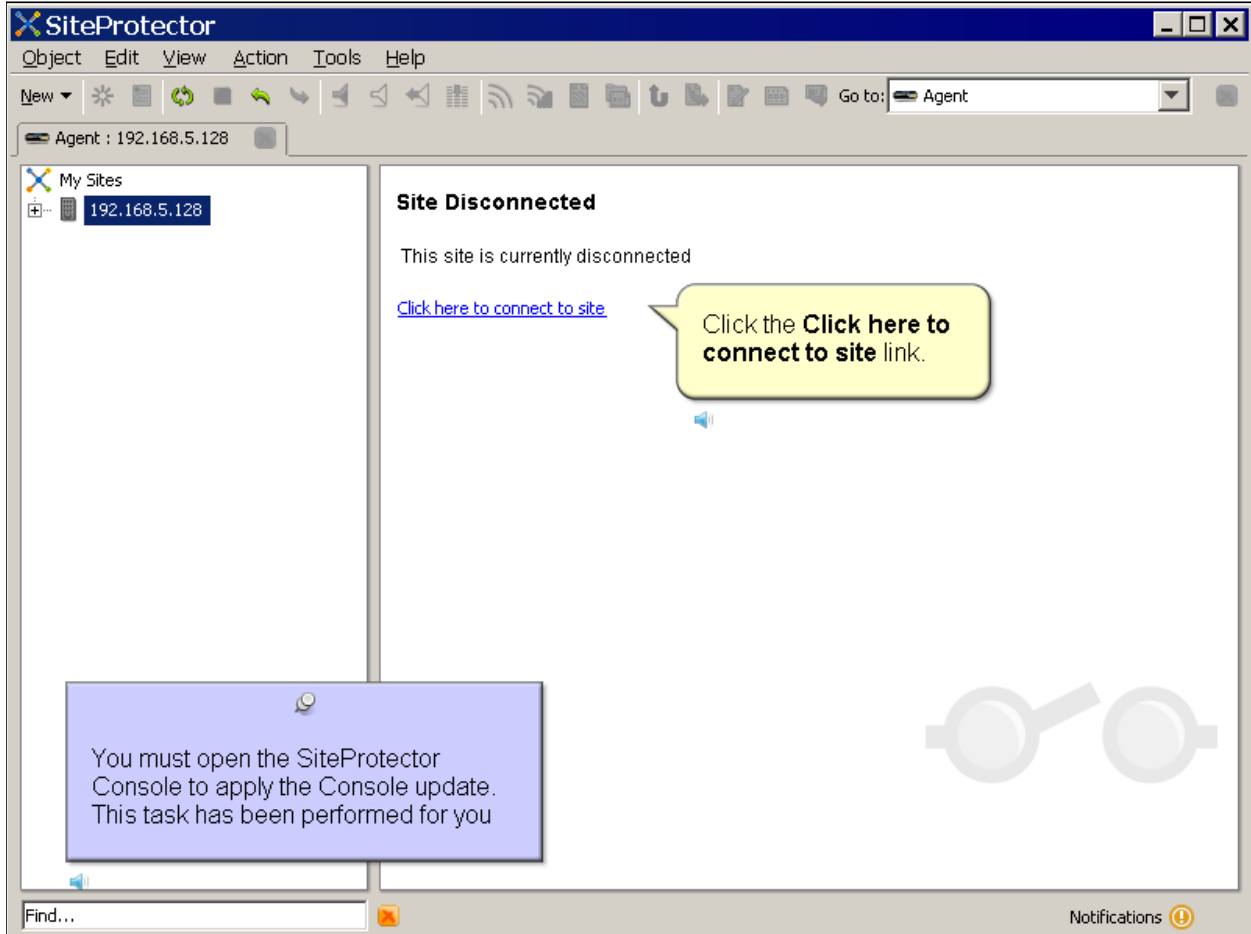 SiteProtector
Object Edit View Action Tools Help
New Go to: Agent
Agent : 192.168.5.128
My Sites
192.168.5.128
Site Disconnected
This site is currently disconnected
Click here to connect to site
Click the Click here to
connect to site link.
You must open the SiteProtector
Console to apply the Console update.
This task has been performed for you
Find...
Notifications